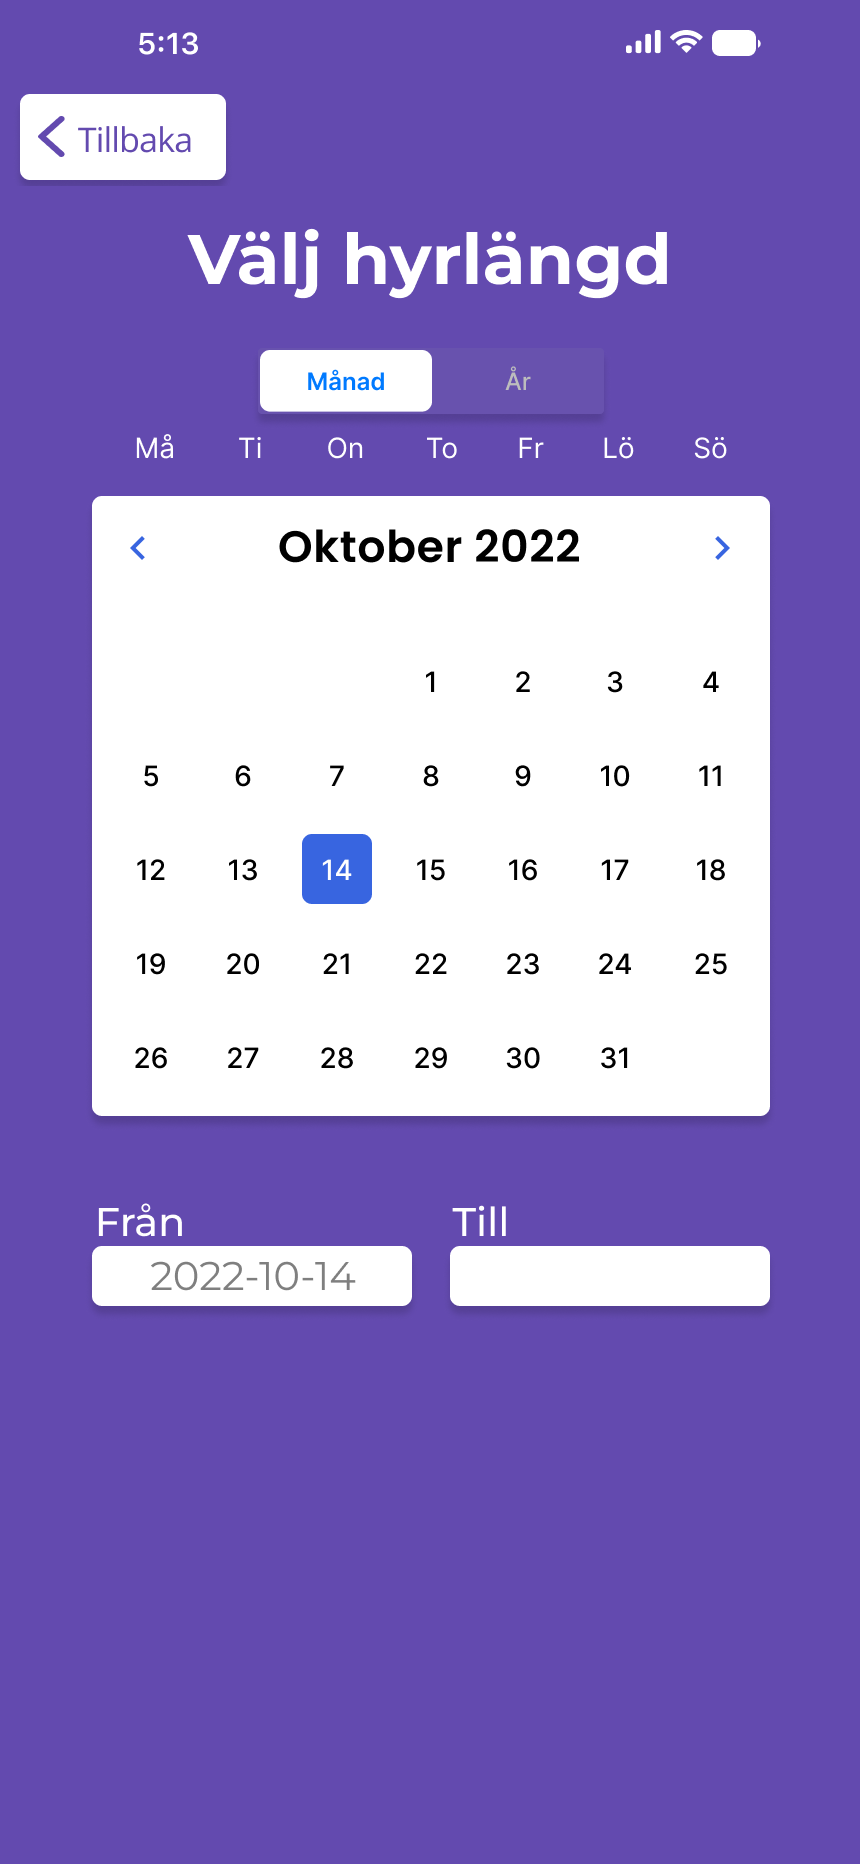 5:13
Tillbaka
Välj hyrlängd
Månad År
Må Ti On To Fr Lö Sö
Oktober 2022
1 2 3 4
5 6 7 8 9 10 11
12 13 14 15 16 17 18
19 20 21 22 23 24 25
26 27 28 29 30 31
Från Till
2022-10-14